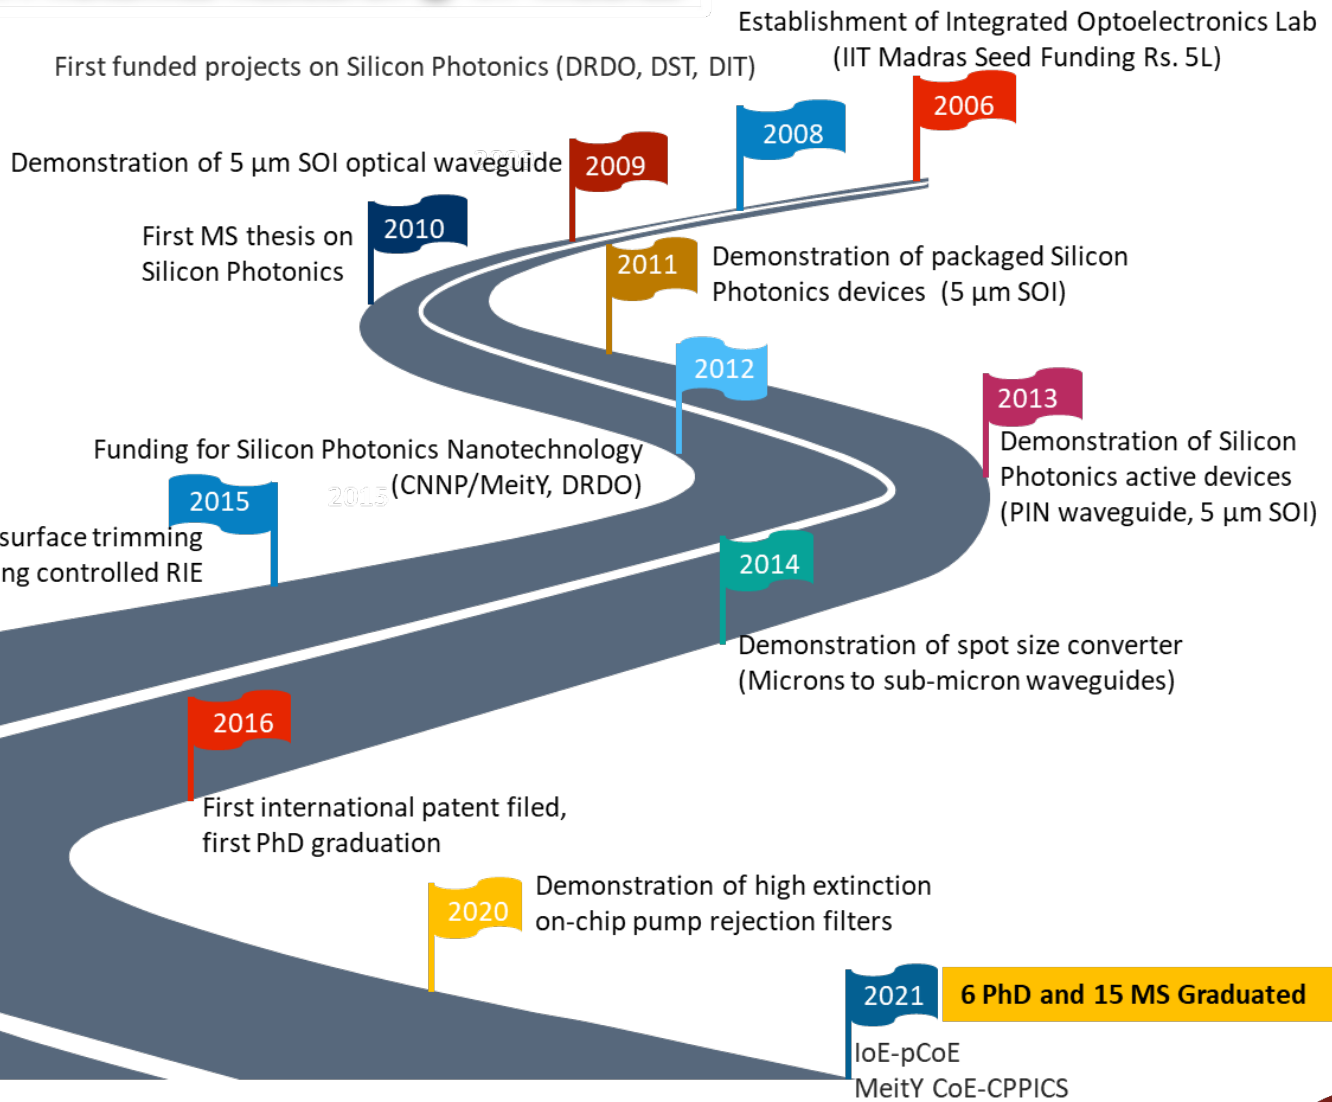 Establishment of Integrated Optoelectronics Lab
(IIT Madras Seed Funding Rs. 5L)
2006
First funded projects on Silicon Photonics (DRDO, DST, DIT)
2008
Demonstration of 5 µm SOI optical waveguide
2009
2010
First MS thesis on
Silicon Photonics
2011
Demonstration of packaged Silicon
Photonics devices (5 µm SOI)
2012
Funding for Silicon Photonics Nanotechnology
(CNNP/MeitY, DRDO)
2013
Demonstration of Silicon
Photonics active devices
(PIN waveguide, 5 µm SOI)
2015
2015
surface trimming
controlled RIE
2014
Demonstration of spot size converter
(Microns to sub-micron waveguides)
2016
First international patent filed,
first PhD graduation
2020
Demonstration of high extinction
on-chip pump rejection filters
2021
6 PhD and 15 MS Graduated
IoE-pCoE
MeitY CoE-CPPICS